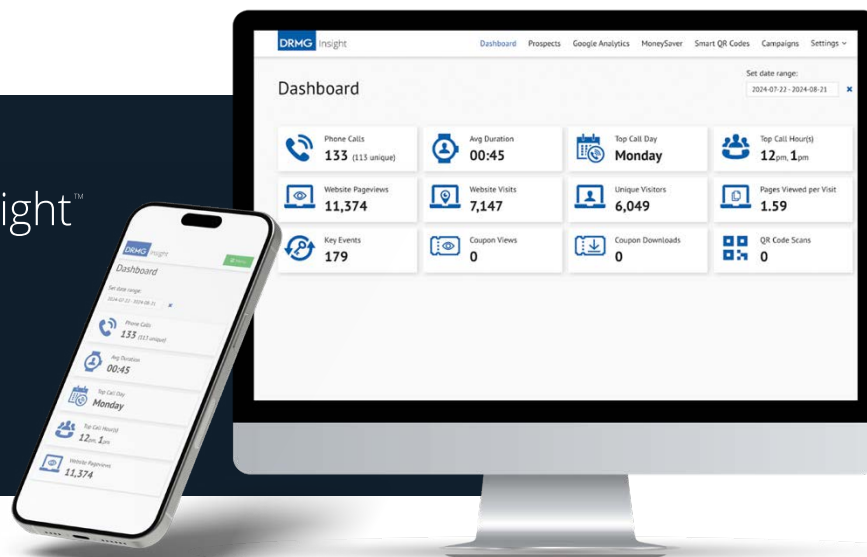 ight™
DRMG Insight
Dashboard Prospects Google Analytics MoneySaver Smart QR Codes Campaigns Settings
Dashboard
Set date range:
2024-07-22 - 2024-08-21
Phone Calls
133 (113 unique)
Avg Duration
00:45
Top Call Day
Monday
Top Call Hour(s)
12pm, 1pm
Website Pageviews
11,374
Website Visits
7,147
Unique Visitors
6,049
Pages Viewed per Visit
1.59
Key Events
179
Coupon Views
0
Coupon Downloads
0
QR Code Scans
0
DRMG Insight
Dashboard
Set date range:
2024-07-22 - 2024-08-21
Phone Calls
133 (113 unique)
Avg Duration
00:45
Top Call Day
Monday
Top Call Hour(s)
12pm, 1pm
Website Pageviews
11,374